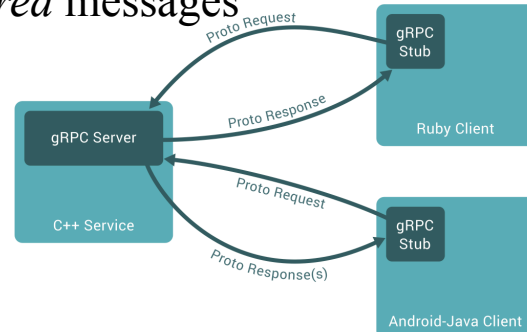 messages
Proto Request
gRPC
Stub
Proto Response
Ruby Client
gRPC Server
Proto Request
gRPC
Stub
C++ Service
Proto Response(s)
Android-Java Client